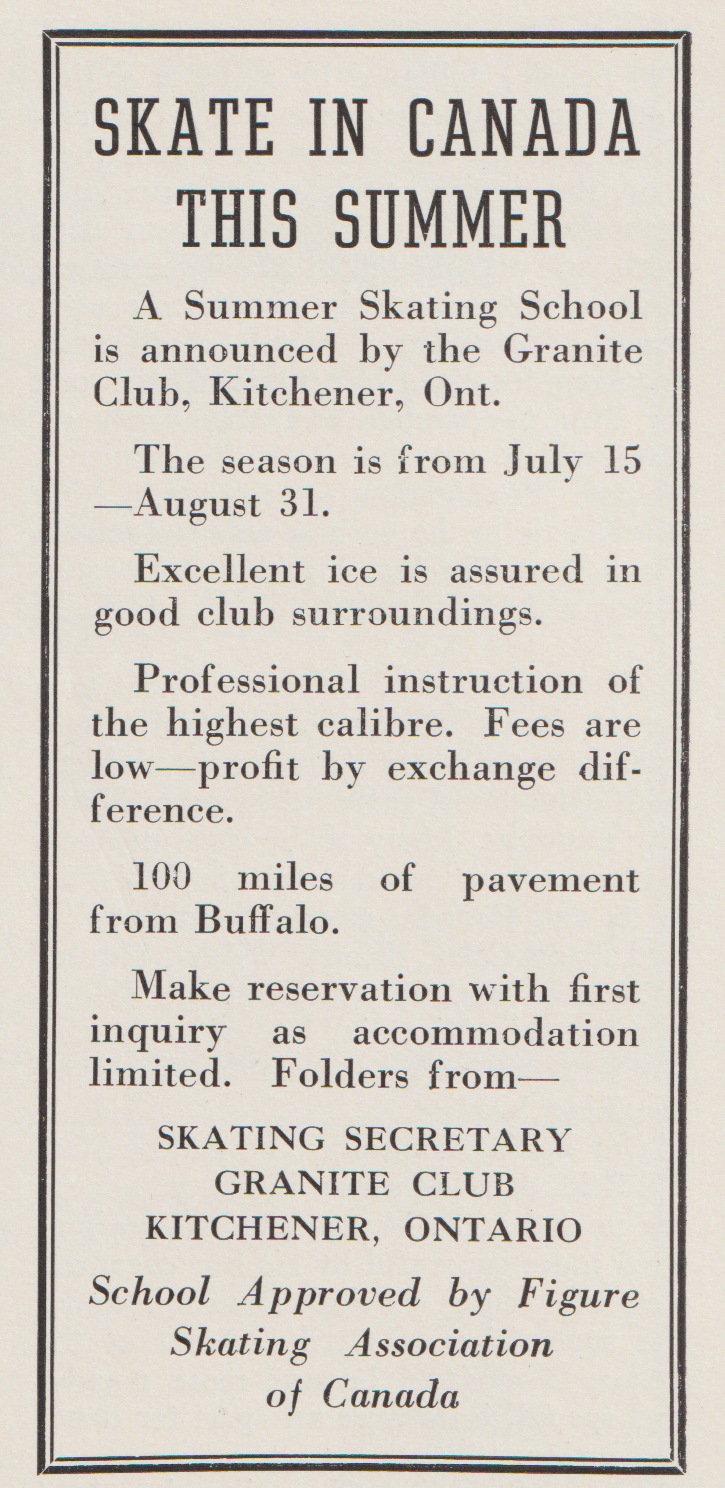 SKATE IN CANADA
THIS SUMMER
A Summer Skating School
is announced by the Granite
Club, Kitchener, Ont.
The season is from July 15
—August 31.
Excellent ice is assured in
good club surroundings.
Professional instruction of
the highest calibre. Fees are
low—profit by exchange dif-
ference.
100 miles of pavement
from Buffalo.
Make reservation with first
inquiry as accommodation
limited. Folders from—
SKATING SECRETARY
GRANITE CLUB
KITCHENER, ONTARIO
School Approved by Figure
Skating Association
of Canada